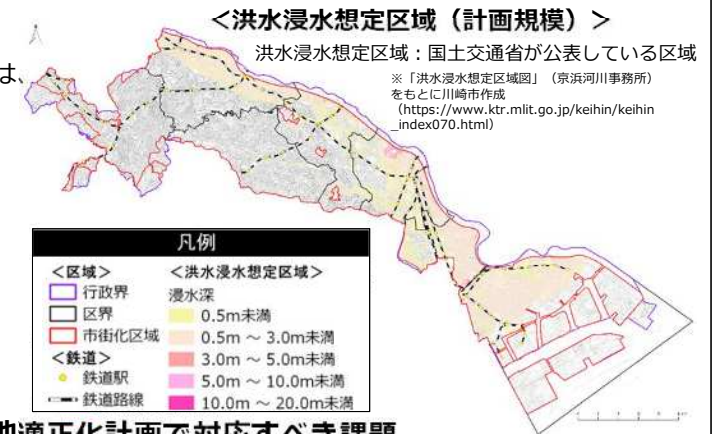 ＜洪水浸水想定区域（計画規模）＞
洪水浸水想定区域：国土交通省が公表している区域
は、
※「洪水浸水想定区域図」（京浜河川事務所）
をもとに川崎市作成
（https://www.ktr.mlit.go.jp/keihin/keihin
_index070.html）
凡例
＜区域＞
行政界
区界
市街化区域
＜鉄道＞
鉄道駅
鉄道路線
＜洪水浸水想定区域＞
浸水深
0.5m未満
0.5m ～ 3.0m未満
3.0m ～ 5.0m未満
5.0m ～ 10.0m未満
10.0m ～ 20.0m未満
地適正化計画で対応すべき課題